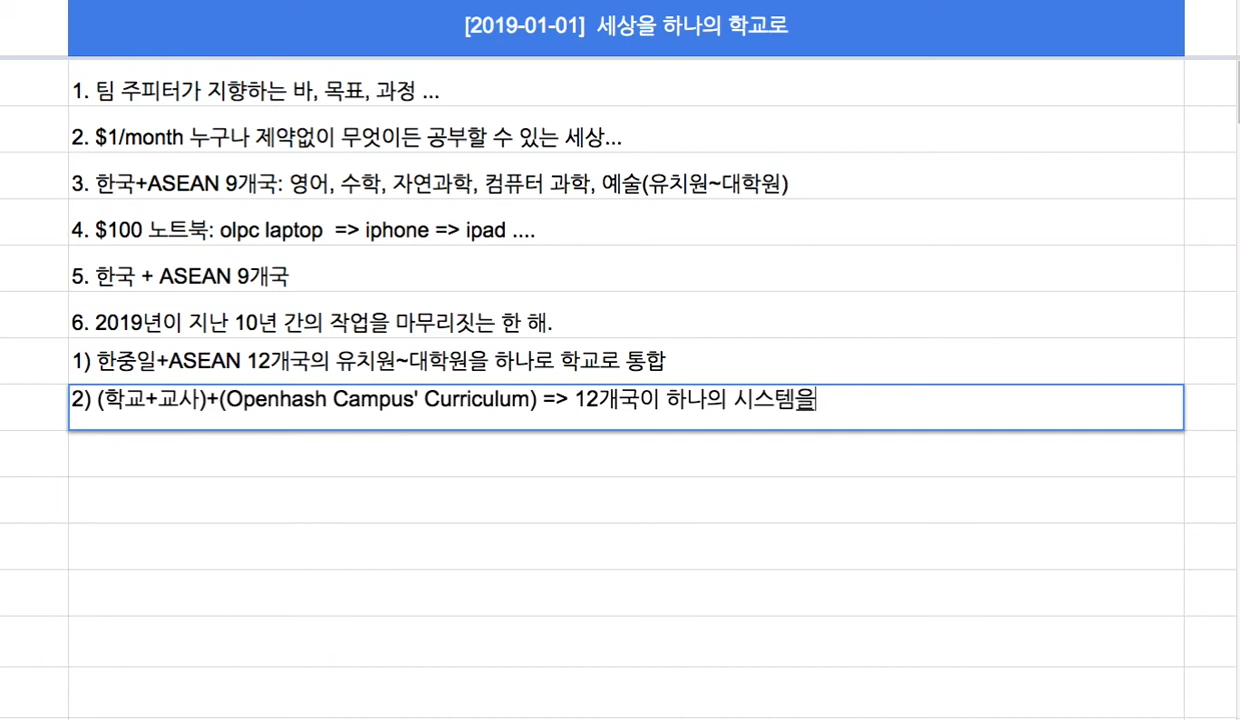 [2019-01-01]  세상을 하나의 학교로
1. 팀 주피터가 지향하는 바, 목표, 과정 ...
2. $1/month 누구나 제약없이 무엇이든 공부할 수 있는 세상...
3. 한국+ASEAN 9개국: 영어, 수학, 자연과학, 컴퓨터 과학, 예술(유치원~대학원)
4. $100 노트북: olpc laptop  => iphone => ipad ....
5. 한국 + ASEAN 9개국
6. 2019년이 지난 10년 간의 작업을 마무리짓는 한 해.
1) 한중일+ASEAN 12개국의 유치원~대학원을 하나로 학교로 통합
2) (학교+교사)+(Openhash Campus' Curriculum) => 12개국이 하나의 시스템을